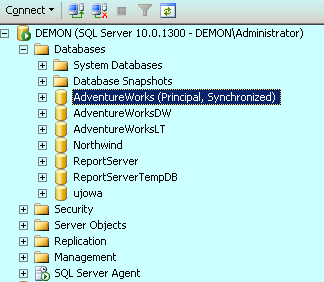 Connect
DEMON (SQL Server 10.0.1300 - DEMON\Administrator)
Databases
System Databases
Database Snapshots
AdventureWorks (Principal, Synchronized)
AdventureWorksDW
AdventureWorksLT
Northwind
ReportServer
ReportServerTempDB
ujowa
Security
Server Objects
Replication
Management
SQL Server Agent